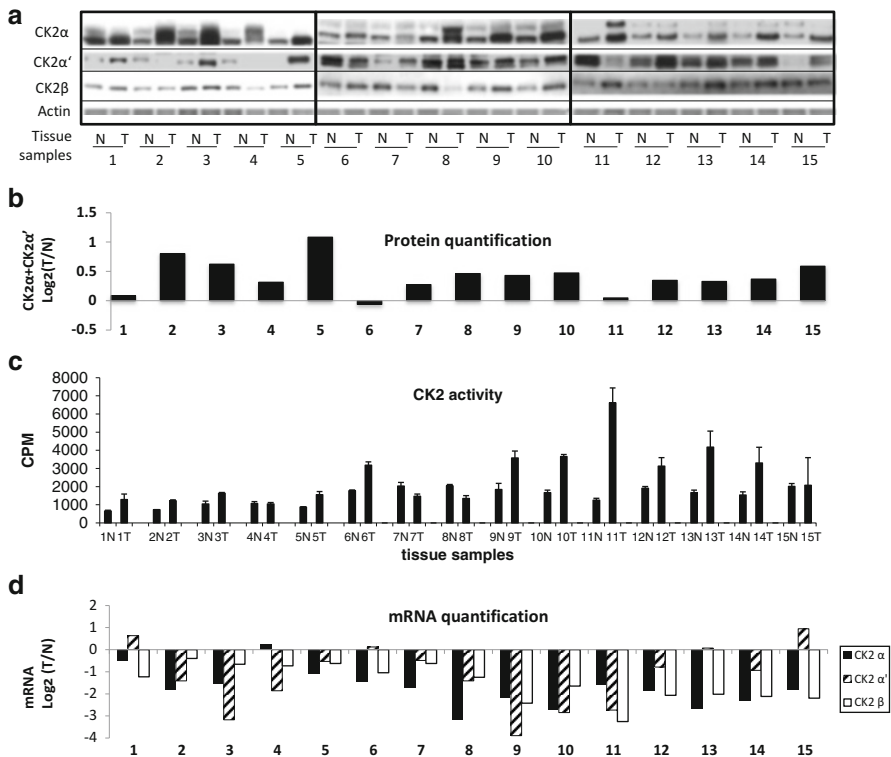 a
CK2α
CK2α'
CK2β
Actin
Tissue samples
N T N T N T N T N T N T N T N T N T N T N T N T N T N T N T
1 2 3 4 5 6 7 8 9 10 11 12 13 14 15
b
Protein quantification
CK2α+CK2α'
Log2(T/N)
1.5
1
0.5
0
-0.5
1 2 3 4 5 6 7 8 9 10 11 12 13 14 15
c
CK2 activity
CPM
8000
7000
6000
5000
4000
3000
2000
1000
0
1N 1T 2N 2T 3N 3T 4N 4T 5N 5T 6N 6T 7N 7T 8N 8T 9N 9T 10N 10T 11N 11T 12N 12T 13N 13T 14N 14T 15N 15T
tissue samples
d
mRNA quantification
mRNA
Log2 (T/N)
2
1
0
-1
-2
-3
-4
1 2 3 4 5 6 7 8 9 10 11 12 13 14 15
CK2 α
CK2 α'
CK2 β